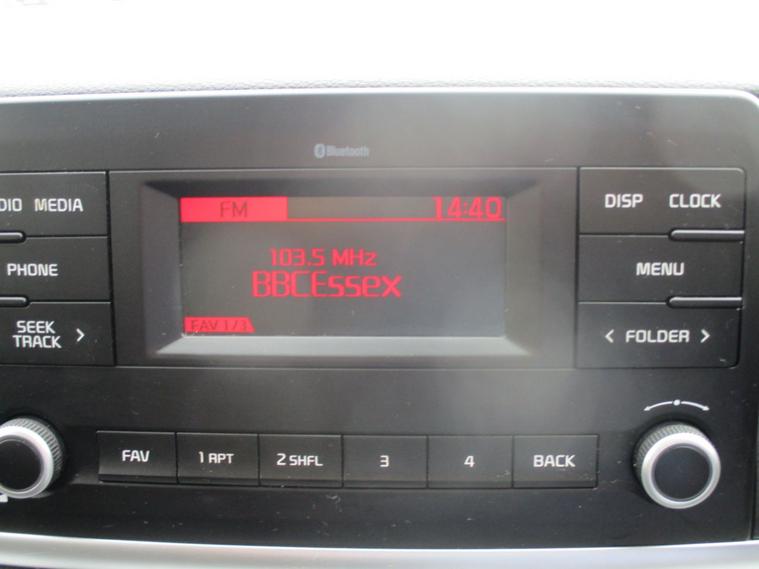 Bluetooth
DIO MEDIA
PHONE
SEEK
TRACK >
FM 14:40
103.5 MHz
BBCEssex
FAV 1/3
DISP CLOCK
MENU
< FOLDER >
FAV 1 RPT 2 SHFL 3 4 BACK